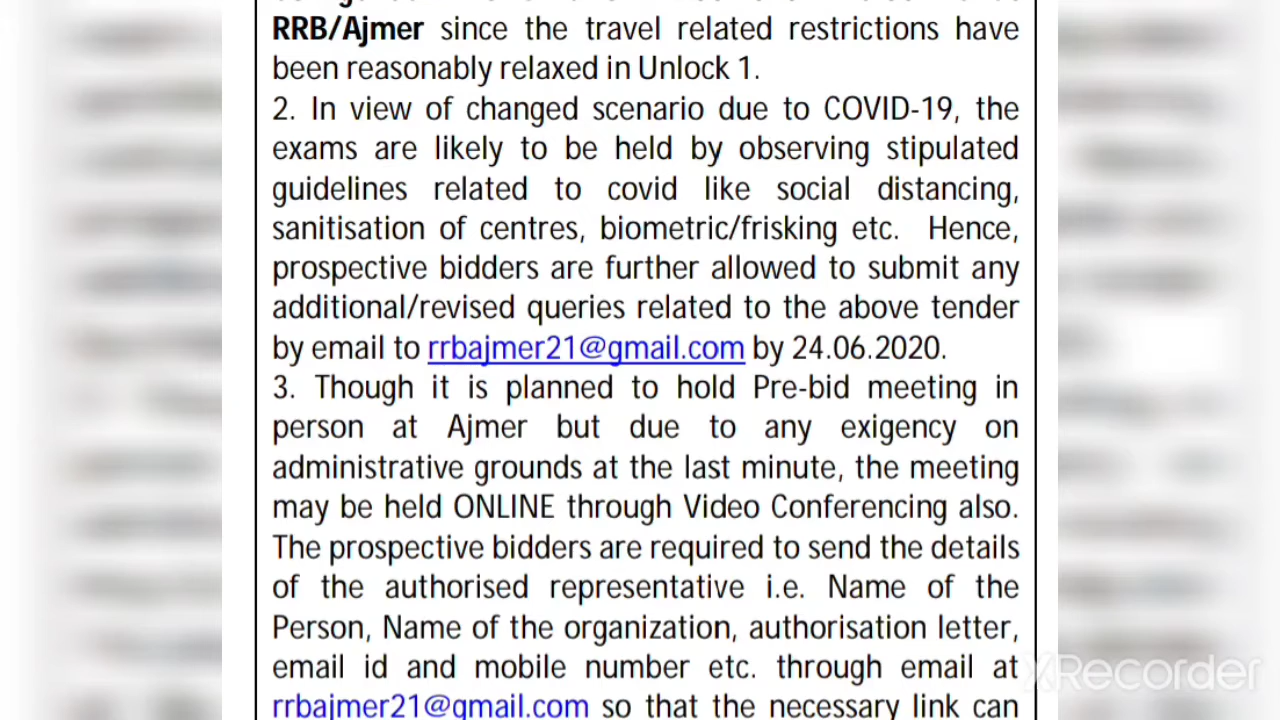 RRB/Ajmer since the travel related restrictions have
been reasonably relaxed in Unlock 1.
2. In view of changed scenario due to COVID-19, the
exams are likely to be held by observing stipulated
guidelines related to covid like social distancing,
sanitisation of centres, biometric/frisking etc. Hence,
prospective bidders are further allowed to submit any
additional/revised queries related to the above tender
by email to rrbajmer21@gmail.com by 24.06.2020.
3. Though it is planned to hold Pre-bid meeting in
person at Ajmer but due to any exigency on
administrative grounds at the last minute, the meeting
may be held ONLINE through Video Conferencing also.
The prospective bidders are required to send the details
of the authorised representative i.e. Name of the
Person, Name of the organization, authorisation letter,
email id and mobile number etc. through email at
rrbajmer21@gmail.com so that the necessary link can
XRecorder